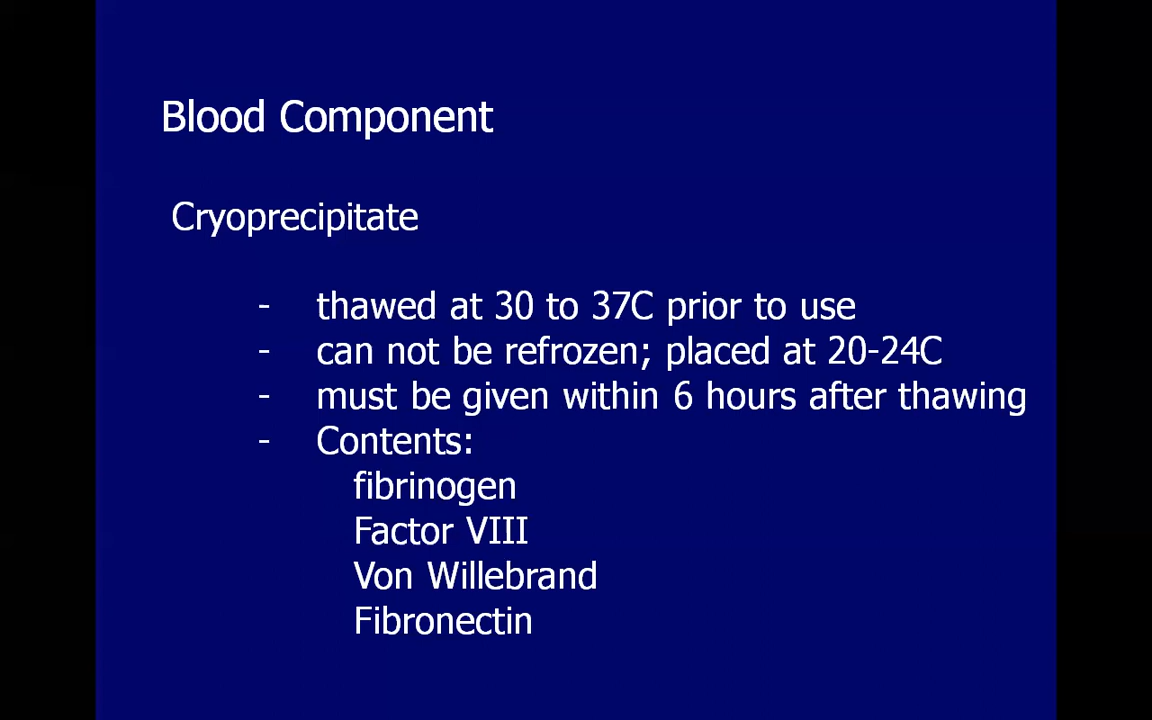 Blood Component
Cryoprecipitate
- thawed at 30 to 37C prior to use
- can not be refrozen; placed at 20-24C
- must be given within 6 hours after thawing
- Contents:
fibrinogen
Factor VIII
Von Willebrand
Fibronectin